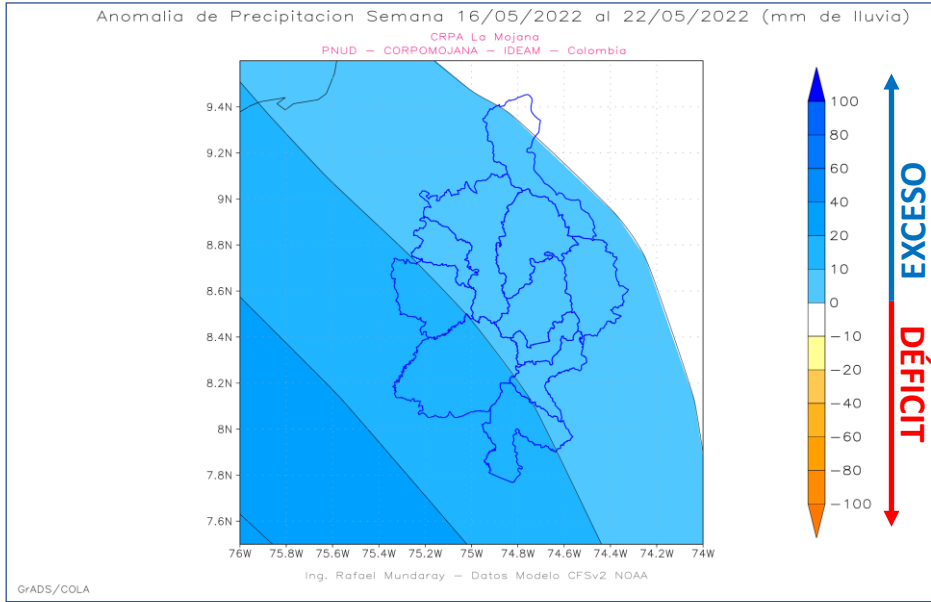 Anomalia de Precipitacion Semana 16/05/2022 al 22/05/2022 (mm de lluvia)
CRPA La Mojana
PNUD – CORPOMOJANA – IDEAM – Colombia
9.4N
9.2N
9N
8.8N
8.6N
8.4N
8.2N
8N
7.8N
7.6N
76W 75.8W 75.6W 75.4W 75.2W 75W 74.8W 74.6W 74.4W 74.2W 74W
100
80
60
40
20
10
0
−10
−20
−40
−60
−80
−100
EXCESO
DÉFICIT
Ing. Rafael Mundaray – Datos Modelo CFSv2 NOAA
GrADS/COLA